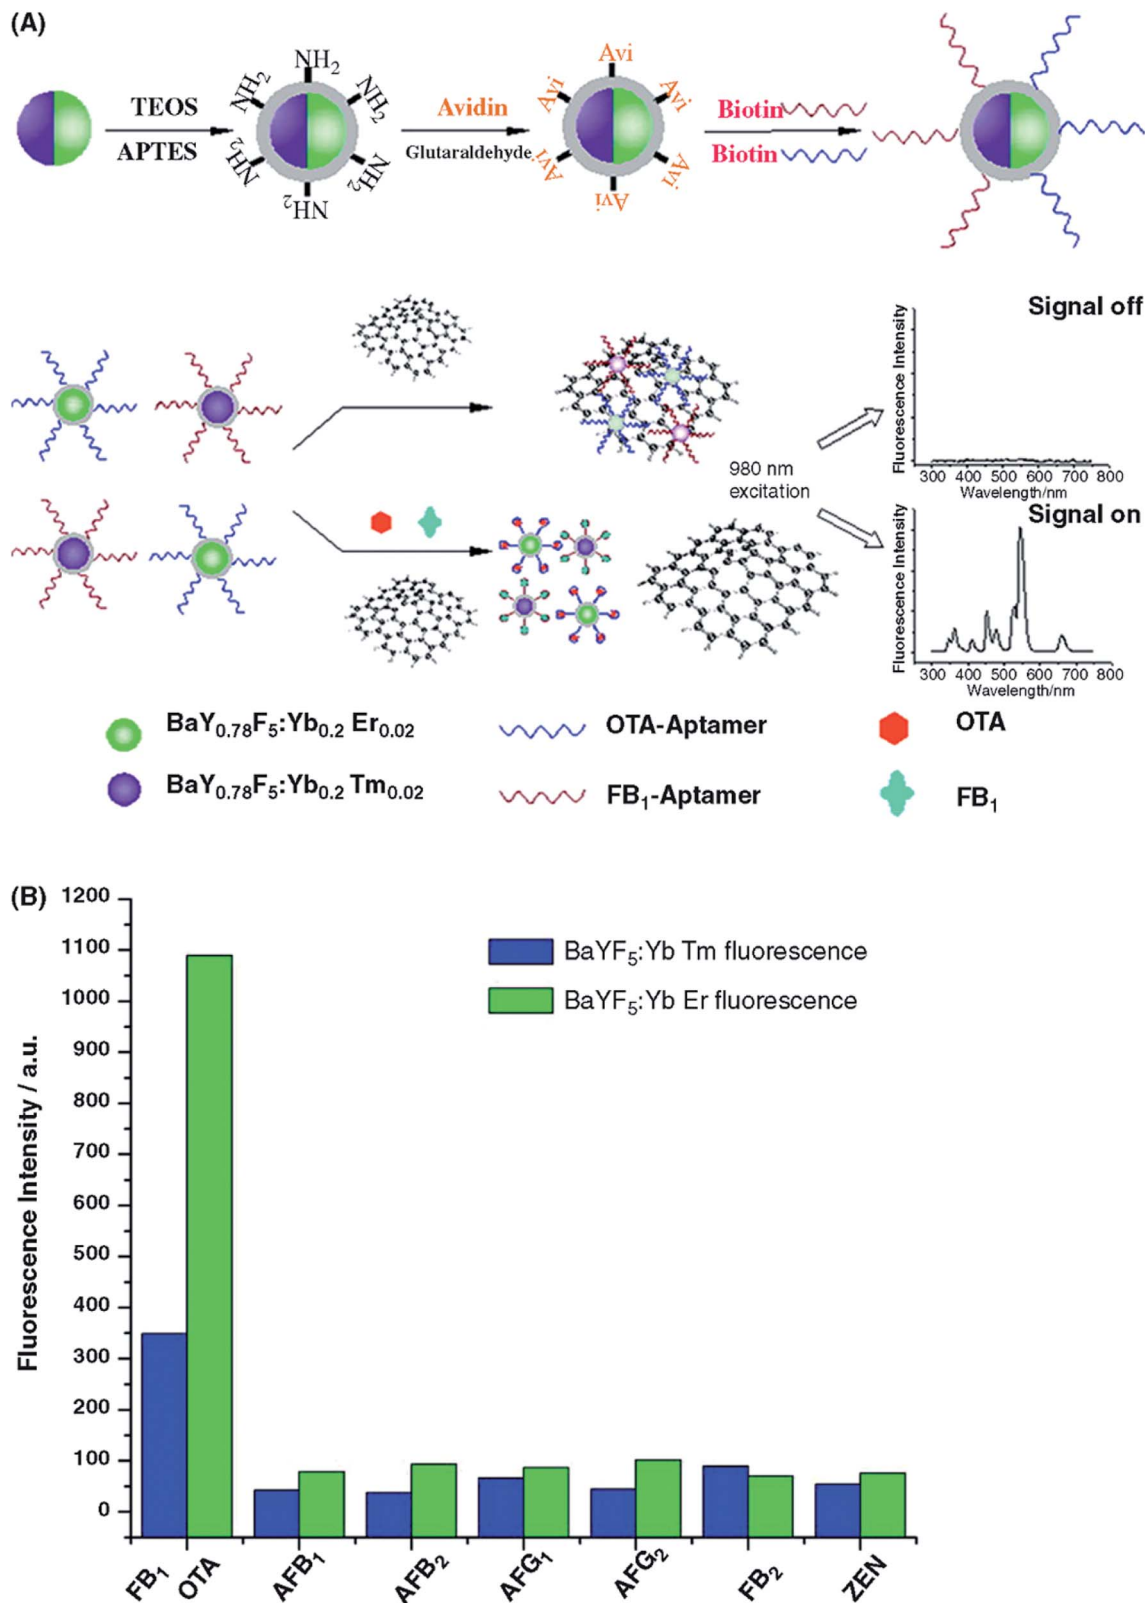 (A)
NH2
NH2
NH2
NH2
NH2
NH2
TEOS
APTES
Avidin
Glutaraldehyde
Avi
Avi
Avi
Avi
Avi
Avi
Biotin
Biotin
Signal off
Fluorescence Intensity
300 400 500 600 700 800
Wavelength/nm
980 nm
excitation
Signal on
Fluorescence Intensity
300 400 500 600 700 800
Wavelength/nm
BaY0.78F5:Yb0.2 Er0.02
OTA-Aptamer
OTA
BaY0.78F5:Yb0.2 Tm0.02
FB1-Aptamer
FB1
(B)
1200
1100
1000
900
800
700
600
500
400
300
200
100
0
Fluorescence Intensity / a.u.
BaYF5:Yb Tm fluorescence
BaYF5:Yb Er fluorescence
FB1 OTA AFB1 AFB2 AFG1 AFG2 FB2 ZEN